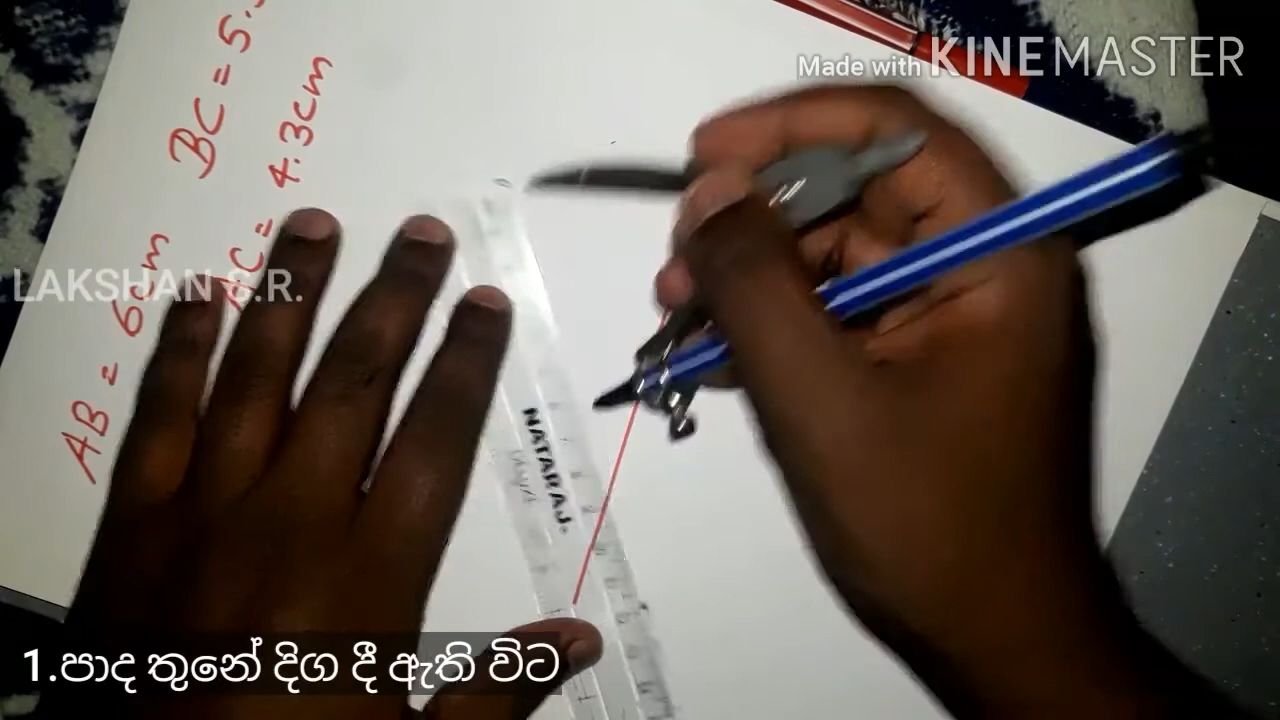 Made with KINEMASTER
BC = 5.
AC = 4.3cm
AB = 6cm
LAKSHAN S.R.
NATARAJ.
1.පාද තුනේ දිග දී ඇති විට